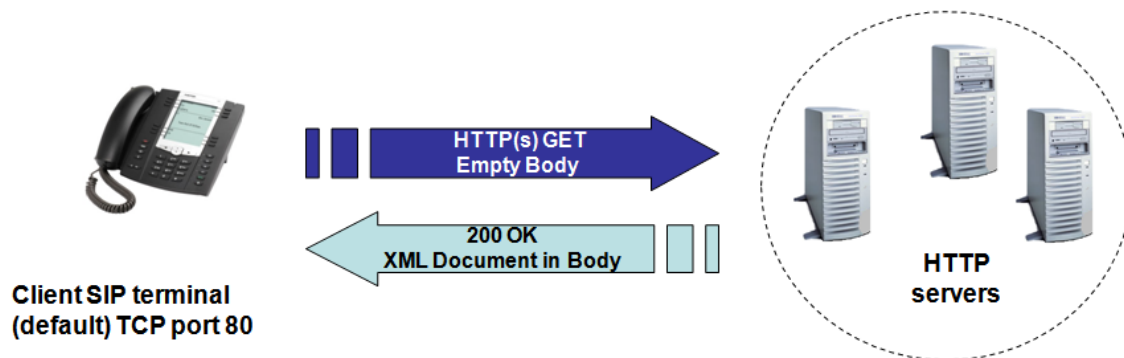 HTTP(s) GET
Empty Body
200 OK
XML Document in Body
Client SIP terminal
(default) TCP port 80
HTTP
servers